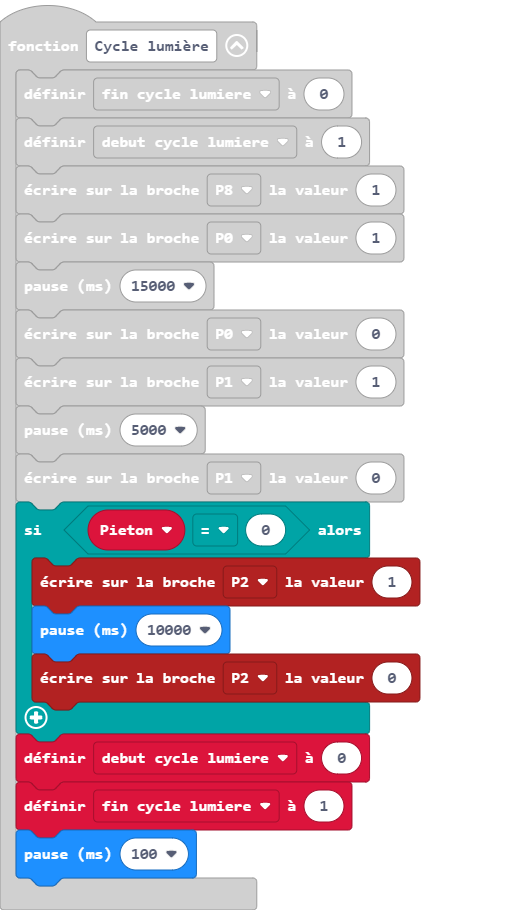 fonction Cycle lumière
définir fin cycle lumiere à 0
définir debut cycle lumiere à 1
écrire sur la broche P8 la valeur 1
écrire sur la broche P0 la valeur 1
pause (ms) 15000
écrire sur la broche P0 la valeur 0
écrire sur la broche P1 la valeur 1
pause (ms) 5000
écrire sur la broche P1 la valeur 0
si Pieton = 0 alors
écrire sur la broche P2 la valeur 1
pause (ms) 10000
écrire sur la broche P2 la valeur 0
définir debut cycle lumiere à 0
définir fin cycle lumiere à 1
pause (ms) 100